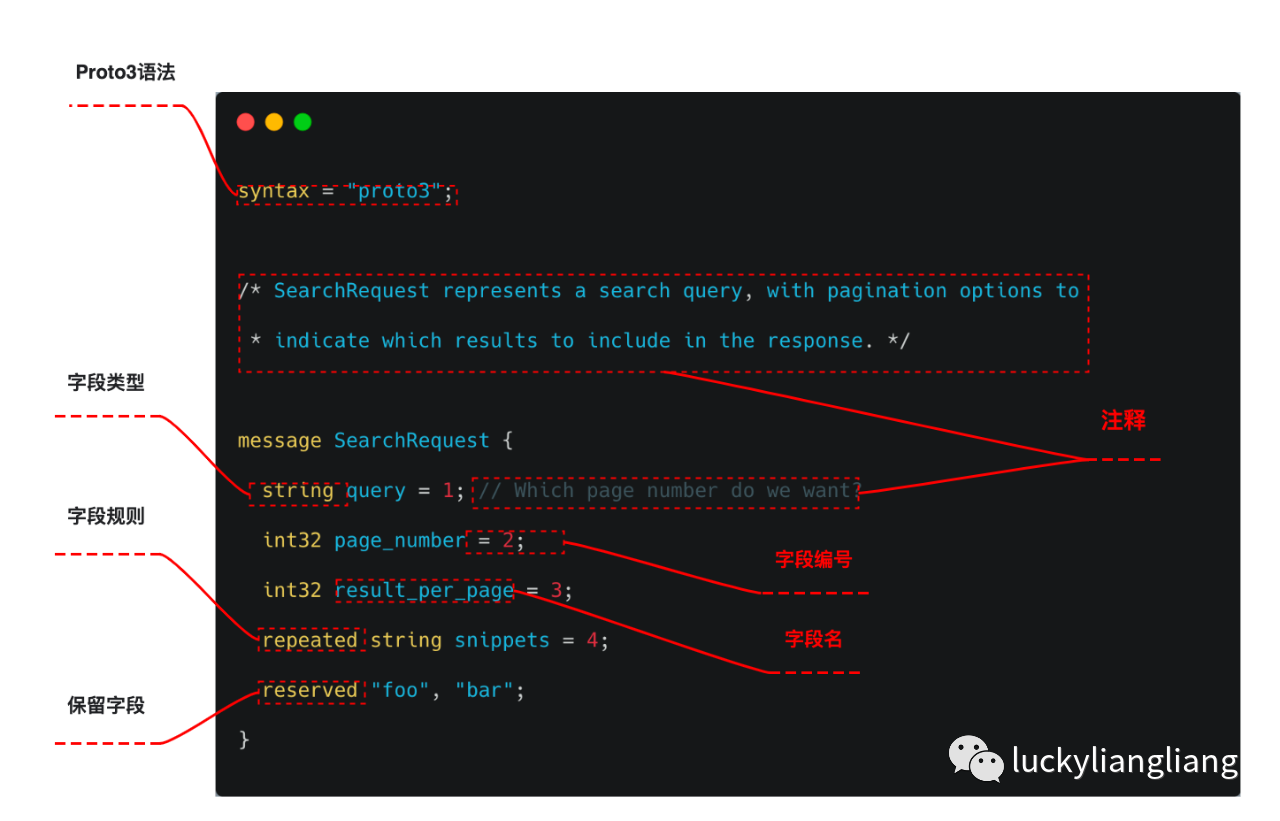 Proto3语法
syntax = "proto3";
/* SearchRequest represents a search query, with pagination options to
* indicate which results to include in the response. */
字段类型
注释
message SearchRequest {
string query = 1; // Which page number do we want?
字段规则
int32 page_number = 2;
字段编号
int32 result_per_page = 3;
repeated string snippets = 4;
字段名
reserved "foo", "bar";
保留字段
}
luckyliangliang